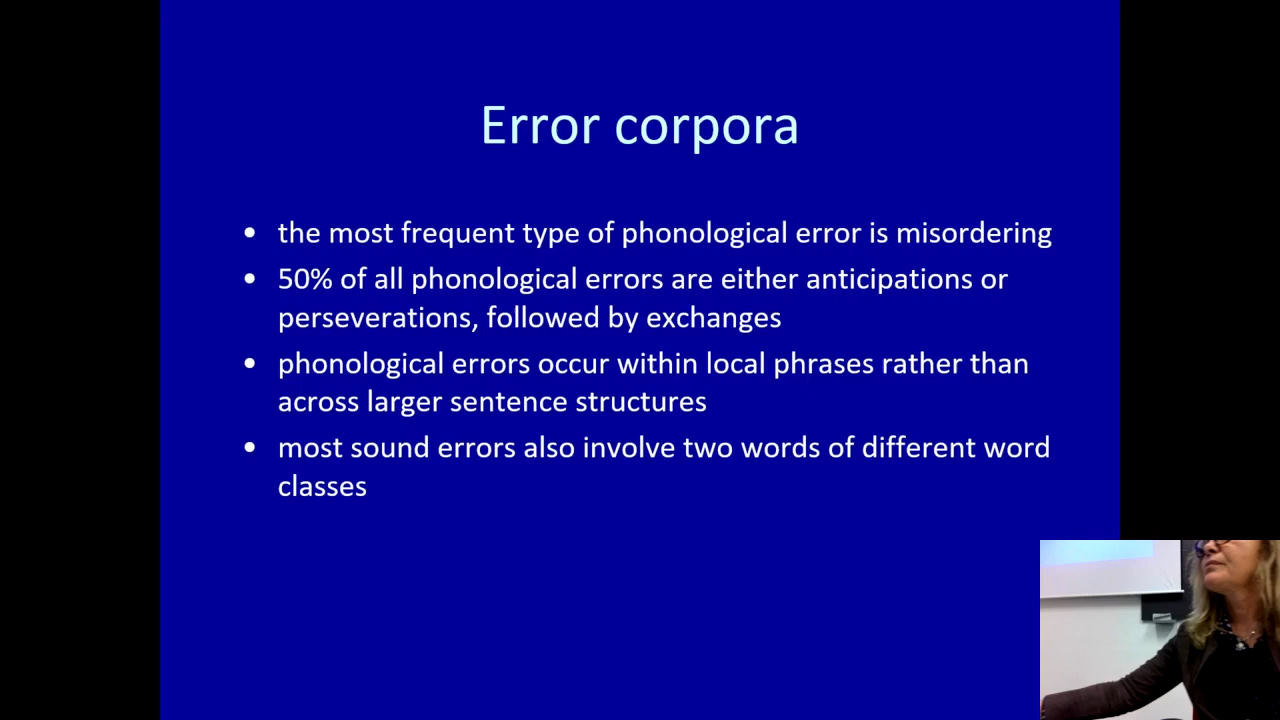 Error corpora
• the most frequent type of phonological error is misordering
• 50% of all phonological errors are either anticipations or
perseverations, followed by exchanges
• phonological errors occur within local phrases rather than
across larger sentence structures
• most sound errors also involve two words of different word
classes